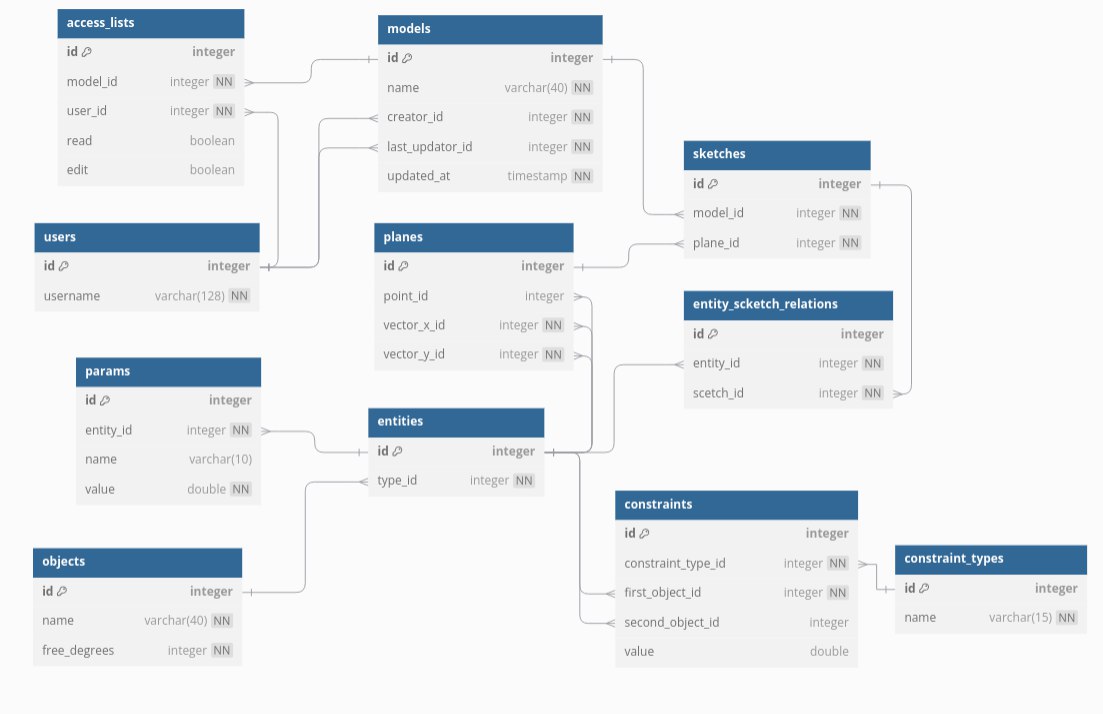 access_lists
id integer
model_id integer NN
user_id integer NN
read boolean
edit boolean
models
id integer
name varchar(40) NN
creator_id integer NN
last_updator_id integer NN
updated_at timestamp NN
sketches
id integer
model_id integer NN
plane_id integer NN
users
id integer
username varchar(128) NN
planes
id integer
point_id integer
vector_x_id integer NN
vector_y_id integer NN
entity_scketch_relations
id integer
entity_id integer NN
scetch_id integer NN
params
id integer
entity_id integer NN
name varchar(10)
value double NN
entities
id integer
type_id integer NN
constraints
id integer
constraint_type_id integer NN
first_object_id integer NN
second_object_id integer
value double
constraint_types
id integer
name varchar(15) NN
objects
id integer
name varchar(40) NN
free_degrees integer NN